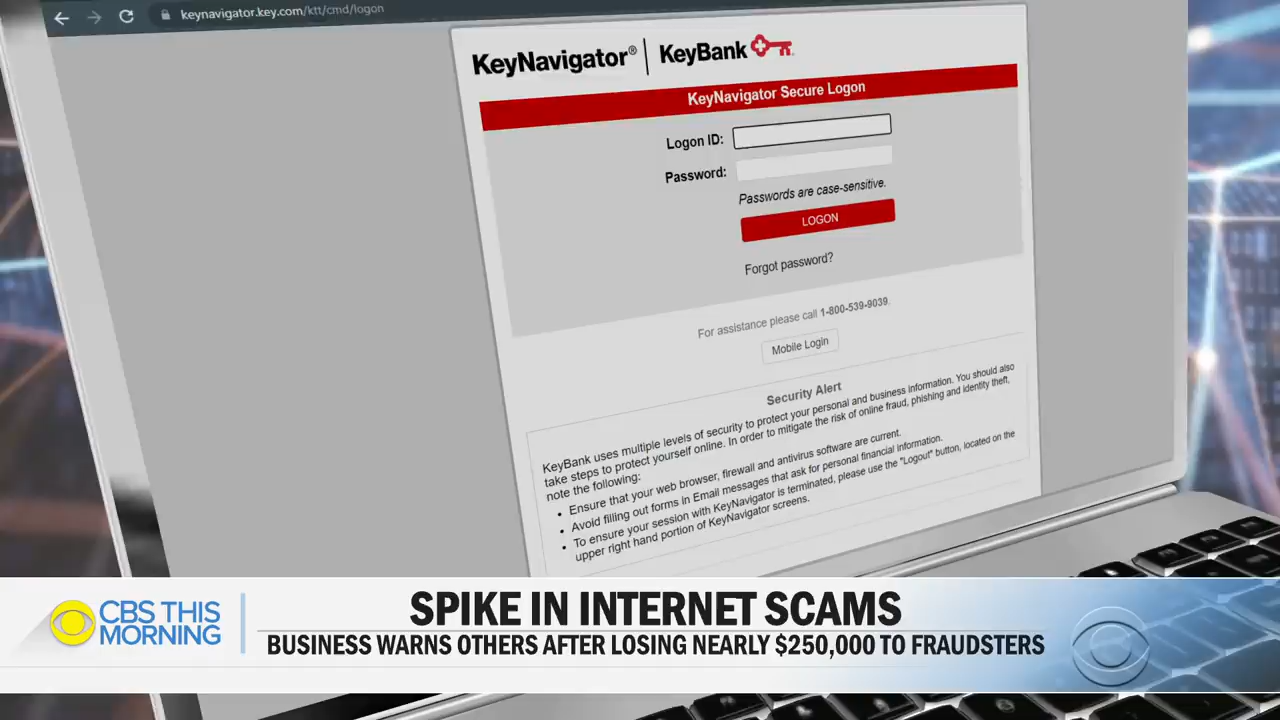 keynavigator.key.com/ktt/cmd/logon
KeyNavigator® | KeyBank
KeyNavigator Secure Logon
Logon ID:
Password:
Passwords are case-sensitive.
LOGON
Forgot password?
For assistance please call 1-800-539-9039.
Mobile Login
Security Alert
KeyBank uses multiple levels of security to protect your personal and business information. You should also
take steps to protect yourself online. In order to mitigate the risk of online fraud, phishing and identity theft,
note the following:
• Ensure that your web browser, firewall and antivirus software are current.
• Avoid filling out forms in Email messages that ask for personal financial information.
• To ensure your session with KeyNavigator is terminated, please use the "Logout" button, located on the
upper right hand portion of KeyNavigator screens.
CBS THIS
MORNING
SPIKE IN INTERNET SCAMS
BUSINESS WARNS OTHERS AFTER LOSING NEARLY $250,000 TO FRAUDSTERS